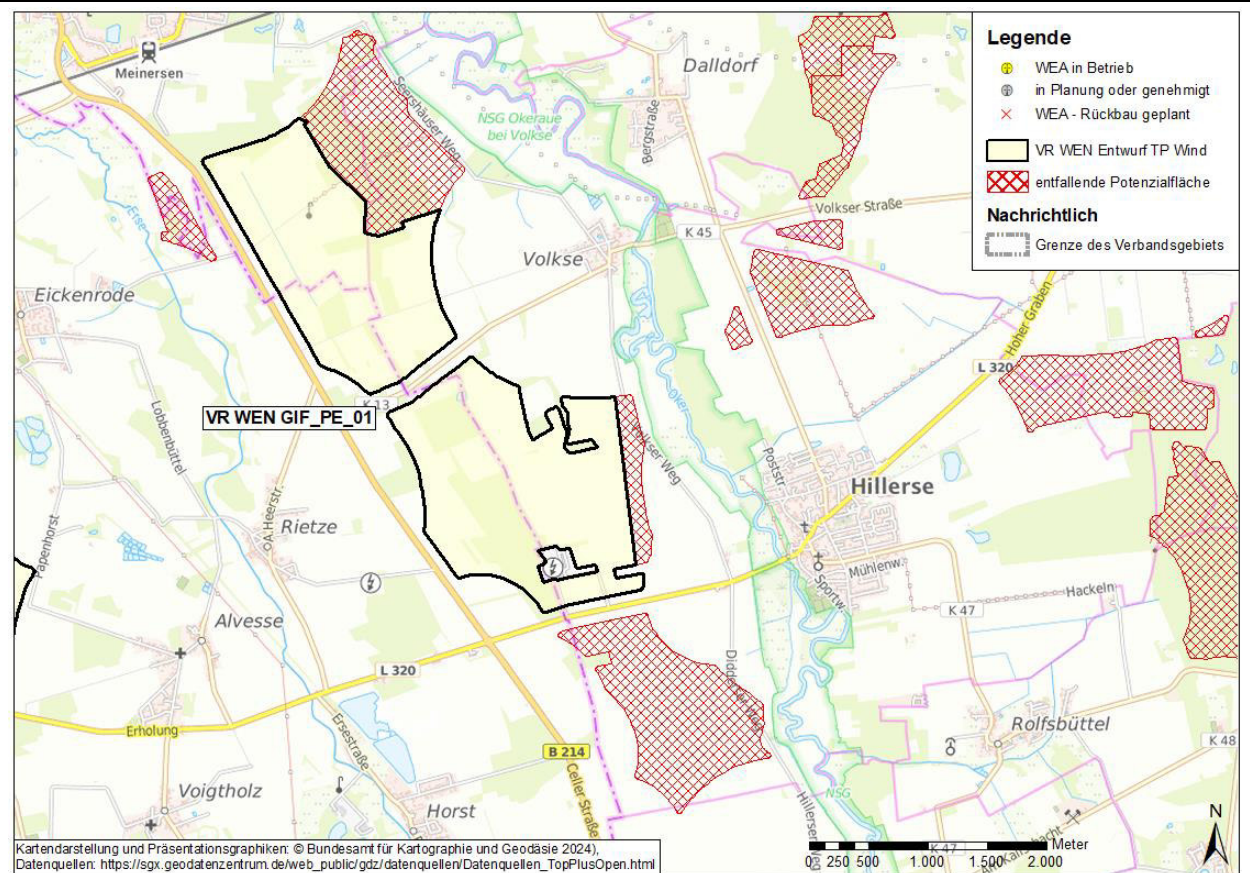 Legende
WEA in Betrieb
in Planung oder genehmigt
WEA - Rückbau geplant
VR WEN Entwurf TP Wind
entfallende Potenzialfläche
Nachrichtlich
Grenze des Verbandsgebiets
Meinersen
Seershäuser Weg
NSG Okeraue
bei Volkse
Dalldorf
Bergstraße
Volkser Straße
K 45
Volkse
Erse
Eickenrode
Hoher Graben
L 320
K 13
VR WEN GIF_PE_01
Lobbenbüttel
Oker
Volkser Weg
Poststr.
Hillerse
A.Heerstr.
Rietze
Papenhorst
Mühlenw.
Sportw.
Hackeln
K 47
Alvesse
L 320
Erholung
Ersestraße
B 214
Celler Straße
Rolfsbüttel
K 48
Voigtholz
Horst
NSG
Hillerser Weg
K 47
N
0 250 500 1.000 1.500 2.000 Meter
Kartendarstellung und Präsentationsgraphiken: © Bundesamt für Kartographie und Geodäsie 2024),
Datenquellen: https://sgx.geodatenzentrum.de/web_public/gdz/datenquellen/Datenquellen_TopPlusOpen.html